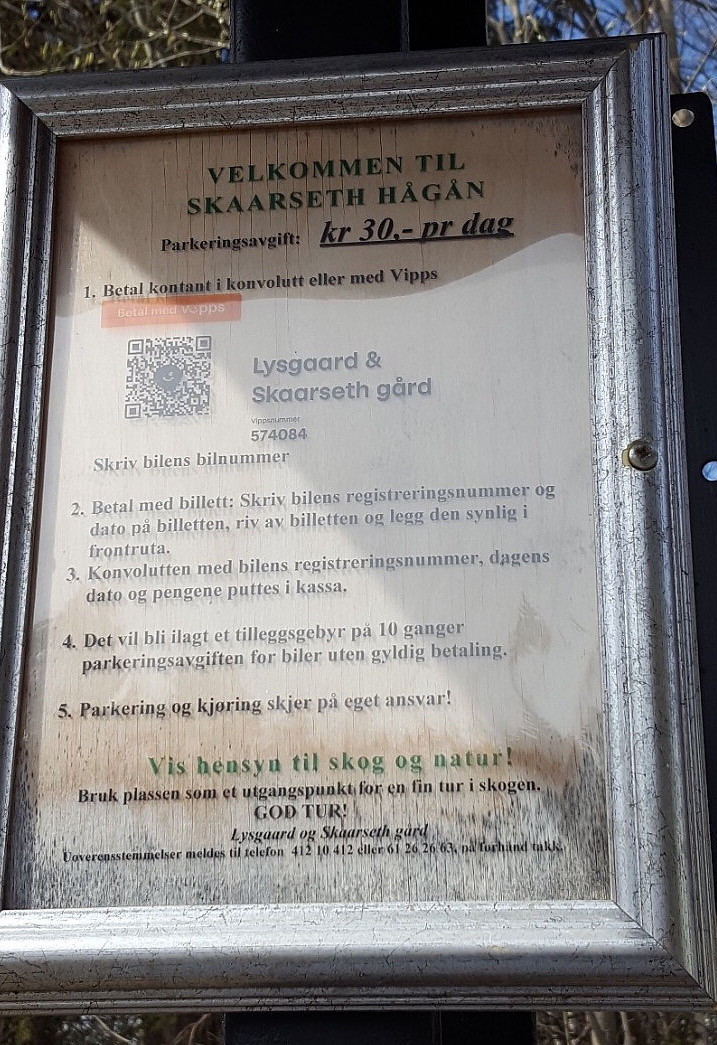 VELKOMMEN TIL
SKAARSETH HÅGÅN
Parkeringsavgift: kr 30,- pr dag
1. Betal kontant i konvolutt eller med Vipps
Betal med Vipps
Lysgaard &
Skaarseth gård
Vippsnummer
574084
Skriv bilens bilnummer
2. Betal med billett: Skriv bilens registreringsnummer og
dato på billetten, riv av billetten og legg den synlig i
frontruta.
3. Konvolutten med bilens registreringsnummer, dagens
dato og pengene puttes i kassa.
4. Det vil bli ilagt et tilleggsgebyr på 10 ganger
parkeringsavgiften for biler uten gyldig betaling.
5. Parkering og kjøring skjer på eget ansvar!
Vis hensyn til skog og natur!
Bruk plassen som et utgangspunkt for en fin tur i skogen.
GOD TUR!
Lysgaard og Skaarseth gård
Uoverensstemmelser meldes til telefon 412 10 412 eller 61 26 26 63, på forhånd takk.